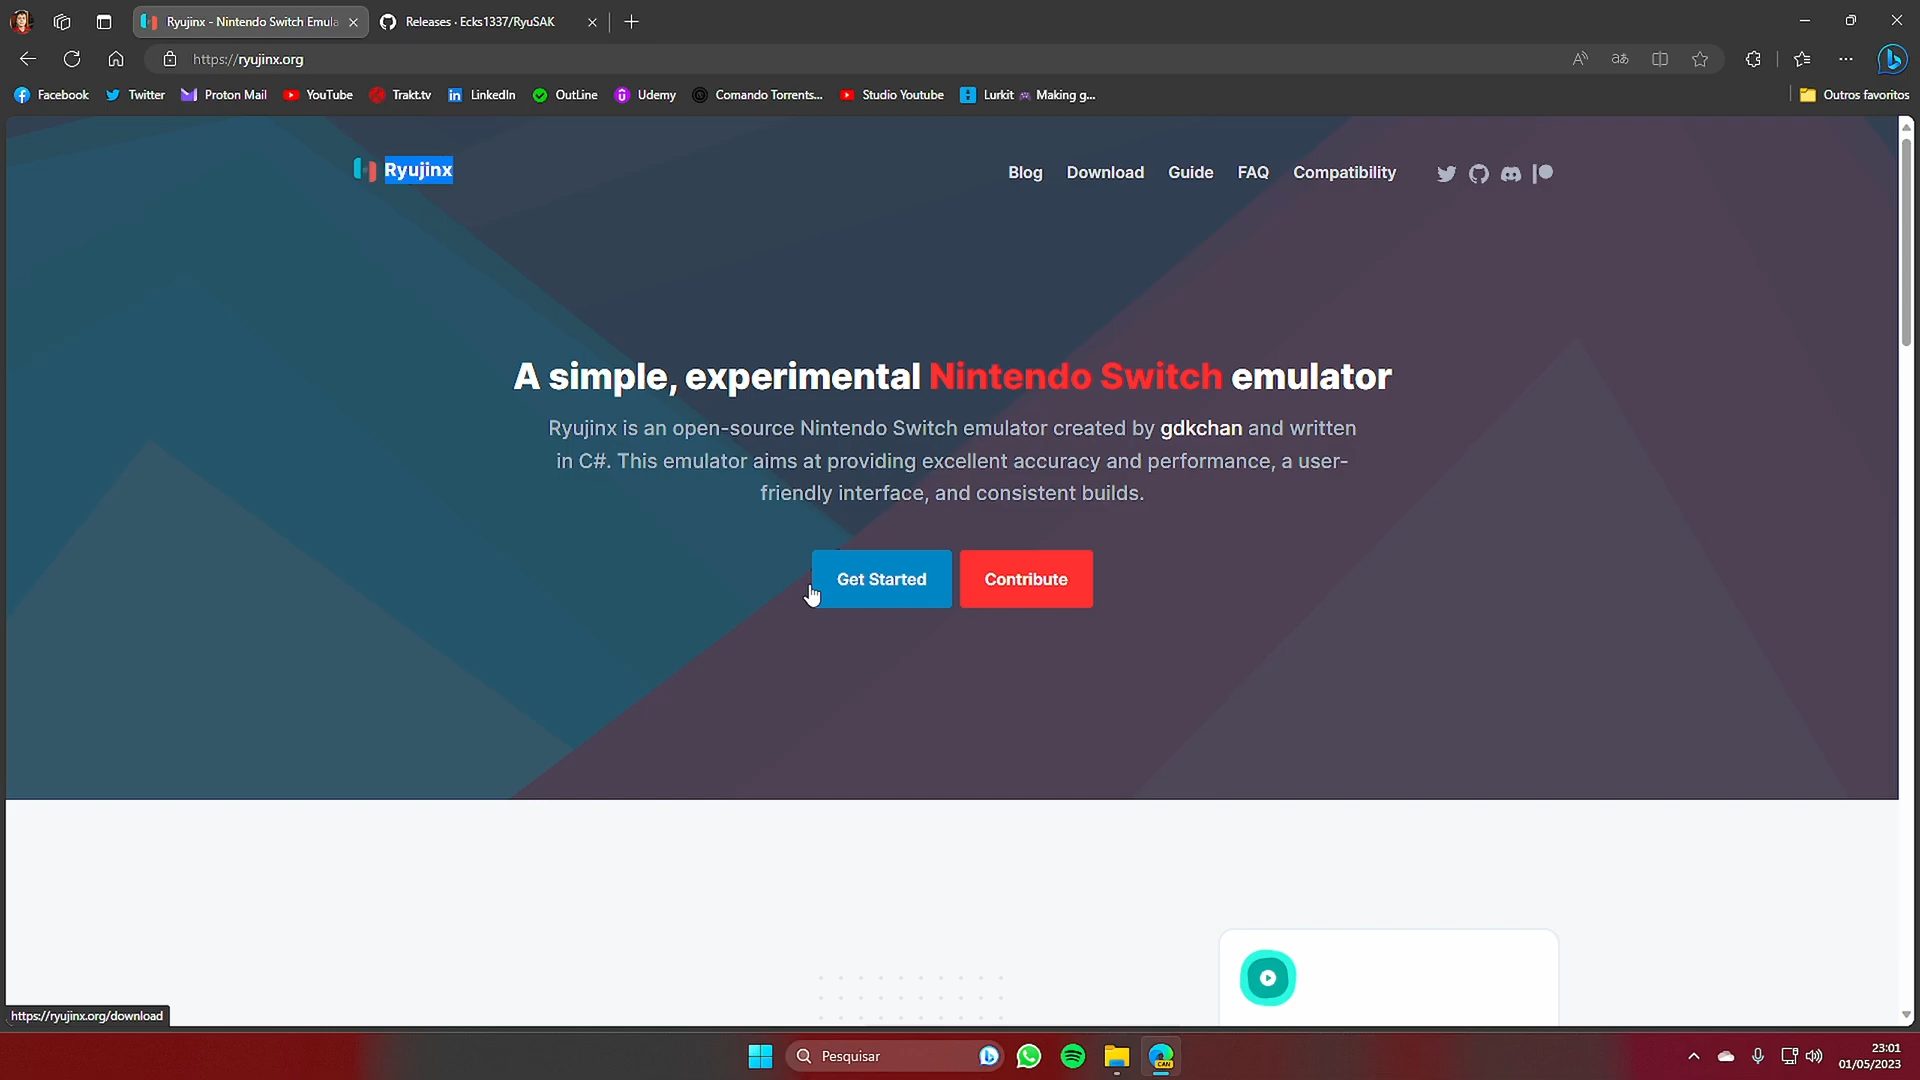 Ryujinx - Nintendo Switch Emula
Releases · Ecks1337/RyuSAK
https://ryujinx.org
Facebook
Twitter
Proton Mail
YouTube
Trakt.tv
LinkedIn
OutLine
Udemy
Comando Torrents...
Studio Youtube
Lurkit 🎮 Making g...
Outros favoritos
Ryujinx
Blog
Download
Guide
FAQ
Compatibility
A simple, experimental Nintendo Switch emulator
Ryujinx is an open-source Nintendo Switch emulator created by gdkchan and written
in C#. This emulator aims at providing excellent accuracy and performance, a user-
friendly interface, and consistent builds.
Get Started
Contribute
https://ryujinx.org/download
Pesquisar
CAN
23:01
01/05/2023